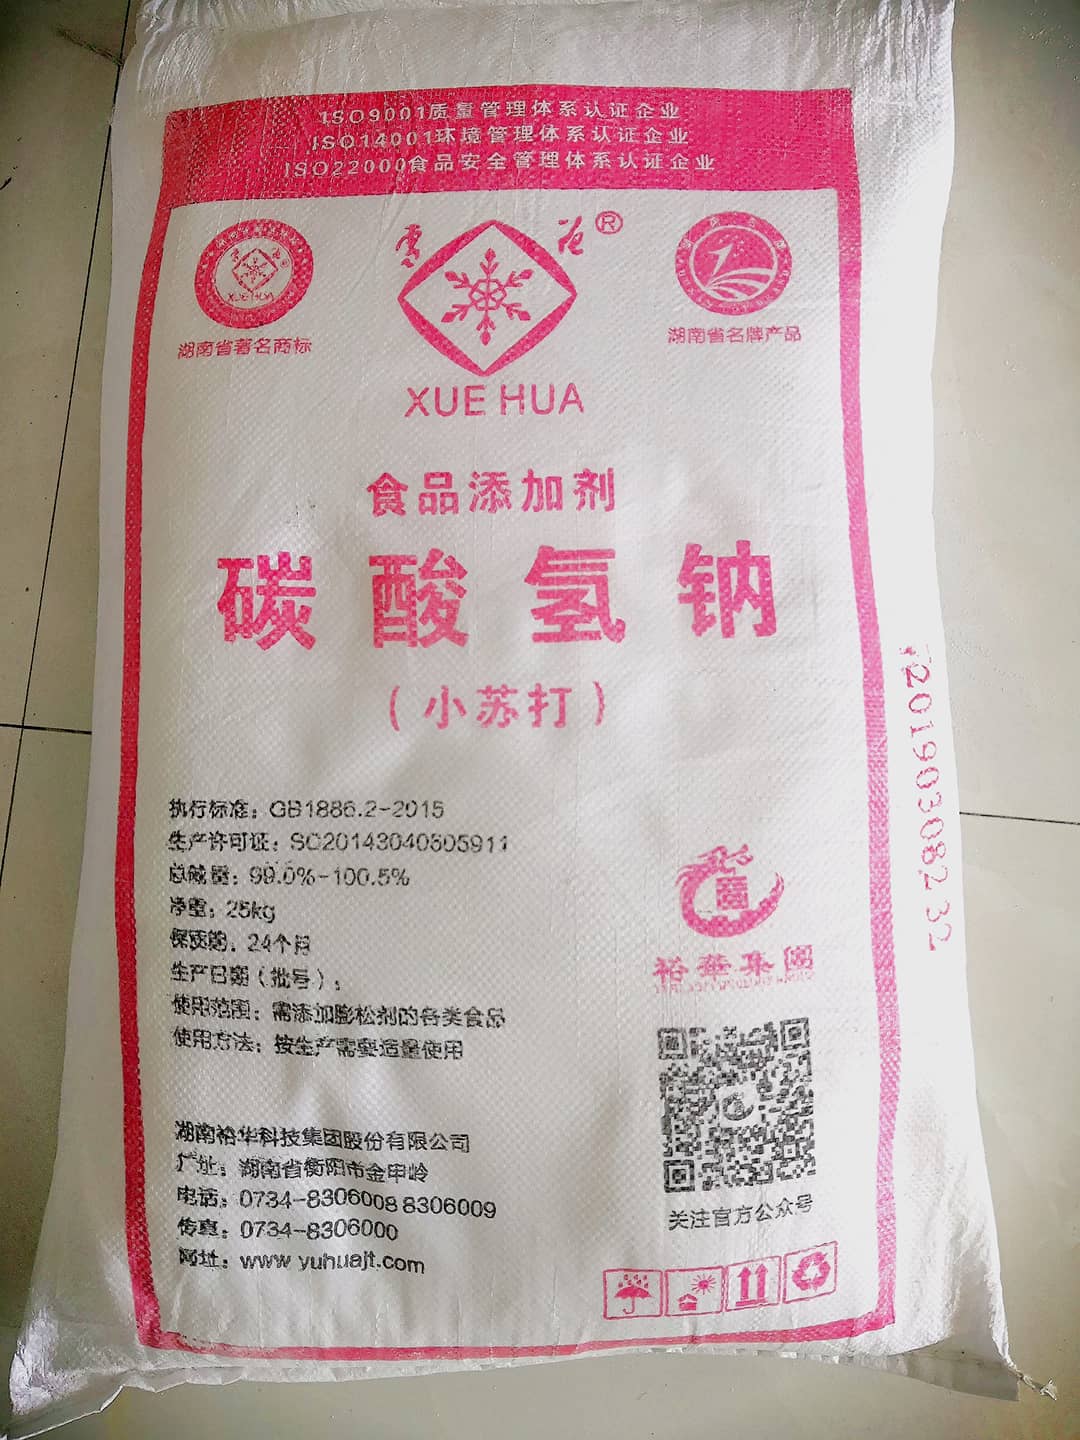 ISO9001质量管理体系认证企业
ISO14001环境管理体系认证企业
ISO22000食品安全管理体系认证企业
雪 花®
XUE HUA
湖南省著名商标
XUE HUA
湖南省名牌产品
食品添加剂
碳酸氢钠
(小苏打)
执行标准：GB1886.2-2015
生产许可证：SC20143040505911
总碱量：99.0%-100.5%
净重：25kg
保质期：24个月
生产日期（批号）：
使用范围：需添加膨松剂的各类食品
使用方法：按生产需要适量使用
裕華集團
湖南裕华科技集团股份有限公司
厂址：湖南省衡阳市金甲岭
电话：0734-8306008 8306009
传真：0734-8306000
网址：www.yuhuajt.com
关注官方公众号
201903082 32